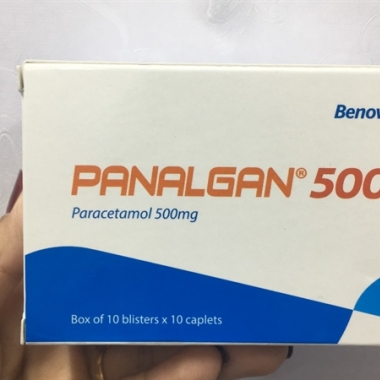 Benov
PANALGAN® 500
Paracetamol 500mg
Box of 10 blisters x 10 caplets